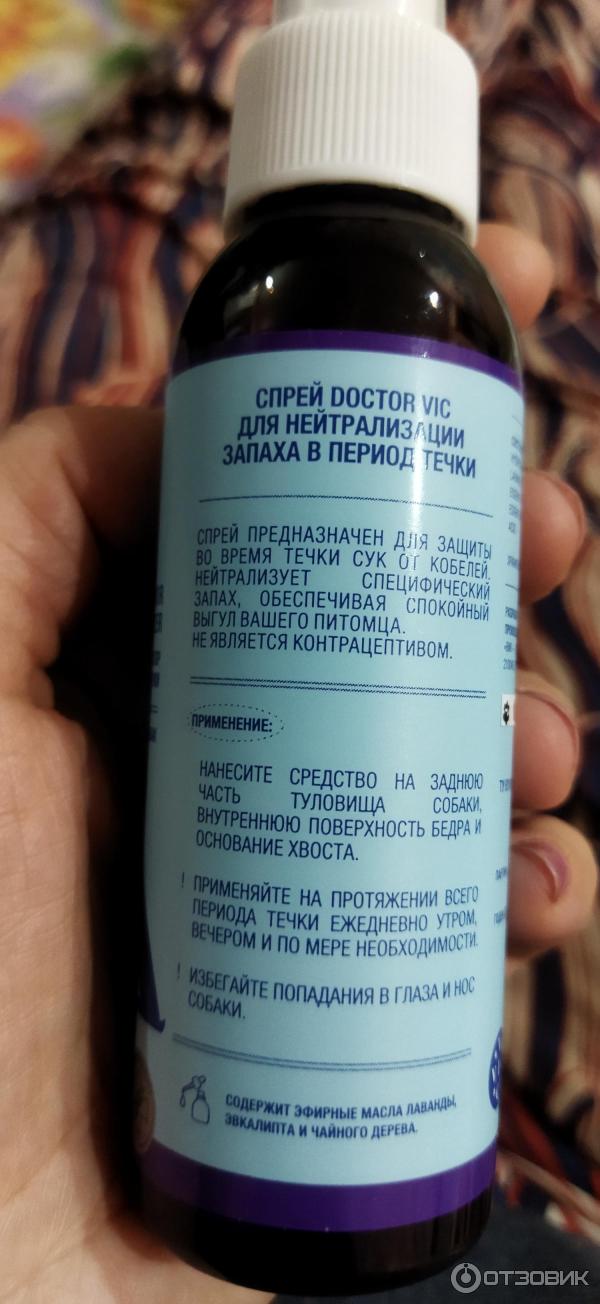 СПРЕЙ DOCTOR VIC
ДЛЯ НЕЙТРАЛИЗАЦИИ
ЗАПАХА В ПЕРИОД ТЕЧКИ
СПРЕЙ ПРЕДНАЗНАЧЕН ДЛЯ ЗАЩИТЫ
ВО ВРЕМЯ ТЕЧКИ СУК ОТ КОБЕЛЕЙ.
НЕЙТРАЛИЗУЕТ СПЕЦИФИЧЕСКИЙ
ЗАПАХ, ОБЕСПЕЧИВАЯ СПОКОЙНЫЙ
ВЫГУЛ ВАШЕГО ПИТОМЦА.
НЕ ЯВЛЯЕТСЯ КОНТРАЦЕПТИВОМ.
ПРИМЕНЕНИЕ:
НАНЕСИТЕ СРЕДСТВО НА ЗАДНЮЮ
ЧАСТЬ ТУЛОВИЩА СОБАКИ,
ВНУТРЕННЮЮ ПОВЕРХНОСТЬ БЕДРА И
ОСНОВАНИЕ ХВОСТА.
! ПРИМЕНЯЙТЕ НА ПРОТЯЖЕНИИ ВСЕГО
ПЕРИОДА ТЕЧКИ ЕЖЕДНЕВНО УТРОМ,
ВЕЧЕРОМ И ПО МЕРЕ НЕОБХОДИМОСТИ.
! ИЗБЕГАЙТЕ ПОПАДАНИЯ В ГЛАЗА И НОС
СОБАКИ.
СОДЕРЖИТ ЭФИРНЫЕ МАСЛА ЛАВАНДЫ,
ЭВКАЛИПТА И ЧАЙНОГО ДЕРЕВА.
ОТЗОВИК